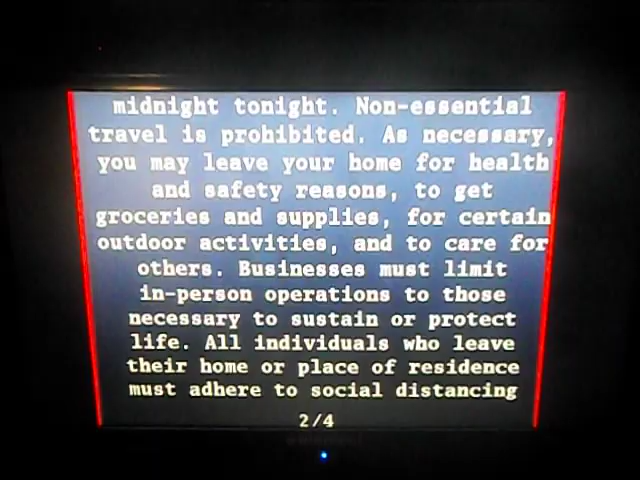 midnight tonight. Non-essential
travel is prohibited. As necessary,
you may leave your home for health
and safety reasons, to get
groceries and supplies, for certain
outdoor activities, and to care for
others. Businesses must limit
in-person operations to those
necessary to sustain or protect
life. All individuals who leave
their home or place of residence
must adhere to social distancing
2/4